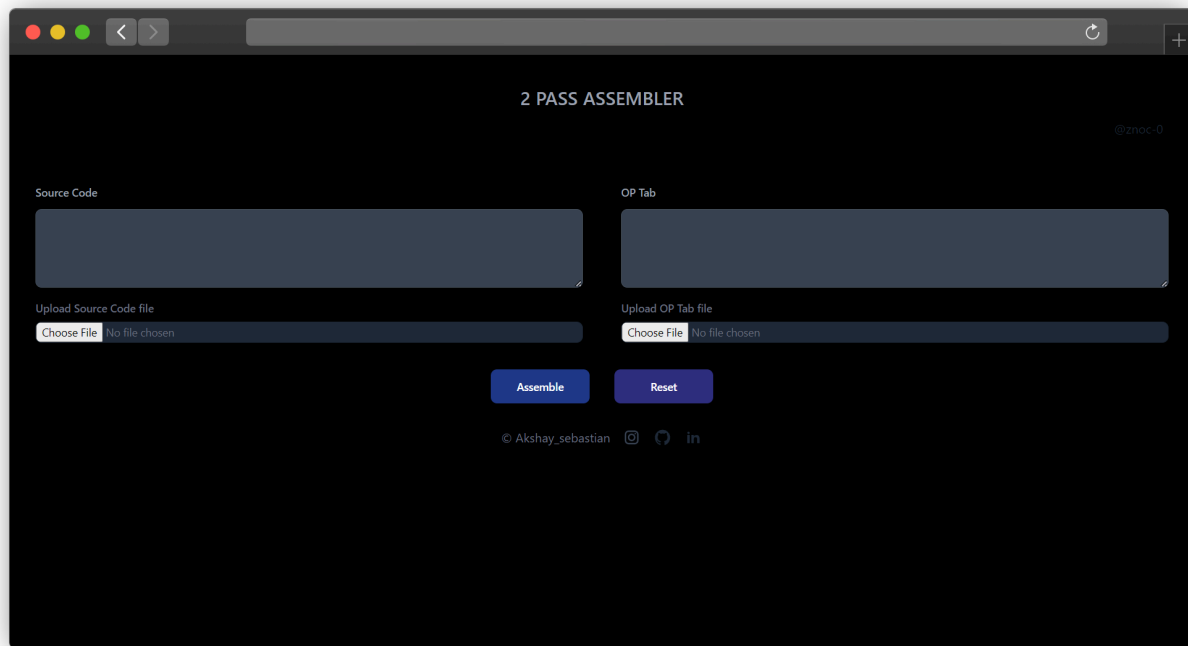 2 PASS ASSEMBLER
@znoc-0
Source Code
OP Tab
Upload Source Code file
Upload OP Tab file
Choose File No file chosen
Choose File No file chosen
Assemble
Reset
© Akshay_sebastian